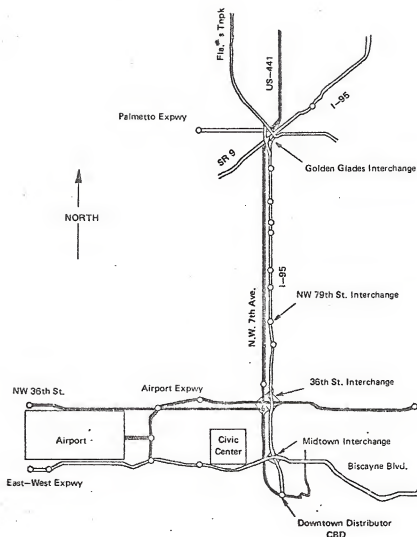 Fla.'s Tnpk
US-441
I-95
Palmetto Expwy
SR 9
Golden Glades Interchange
NORTH
I-95
N.W. 7th Ave.
NW 79th St. Interchange
NW 36th St.
Airport Expwy
36th St. Interchange
Airport
Civic
Center
Midtown Interchange
Biscayne Blvd.
East-West Expwy
Downtown Distributor
CBD